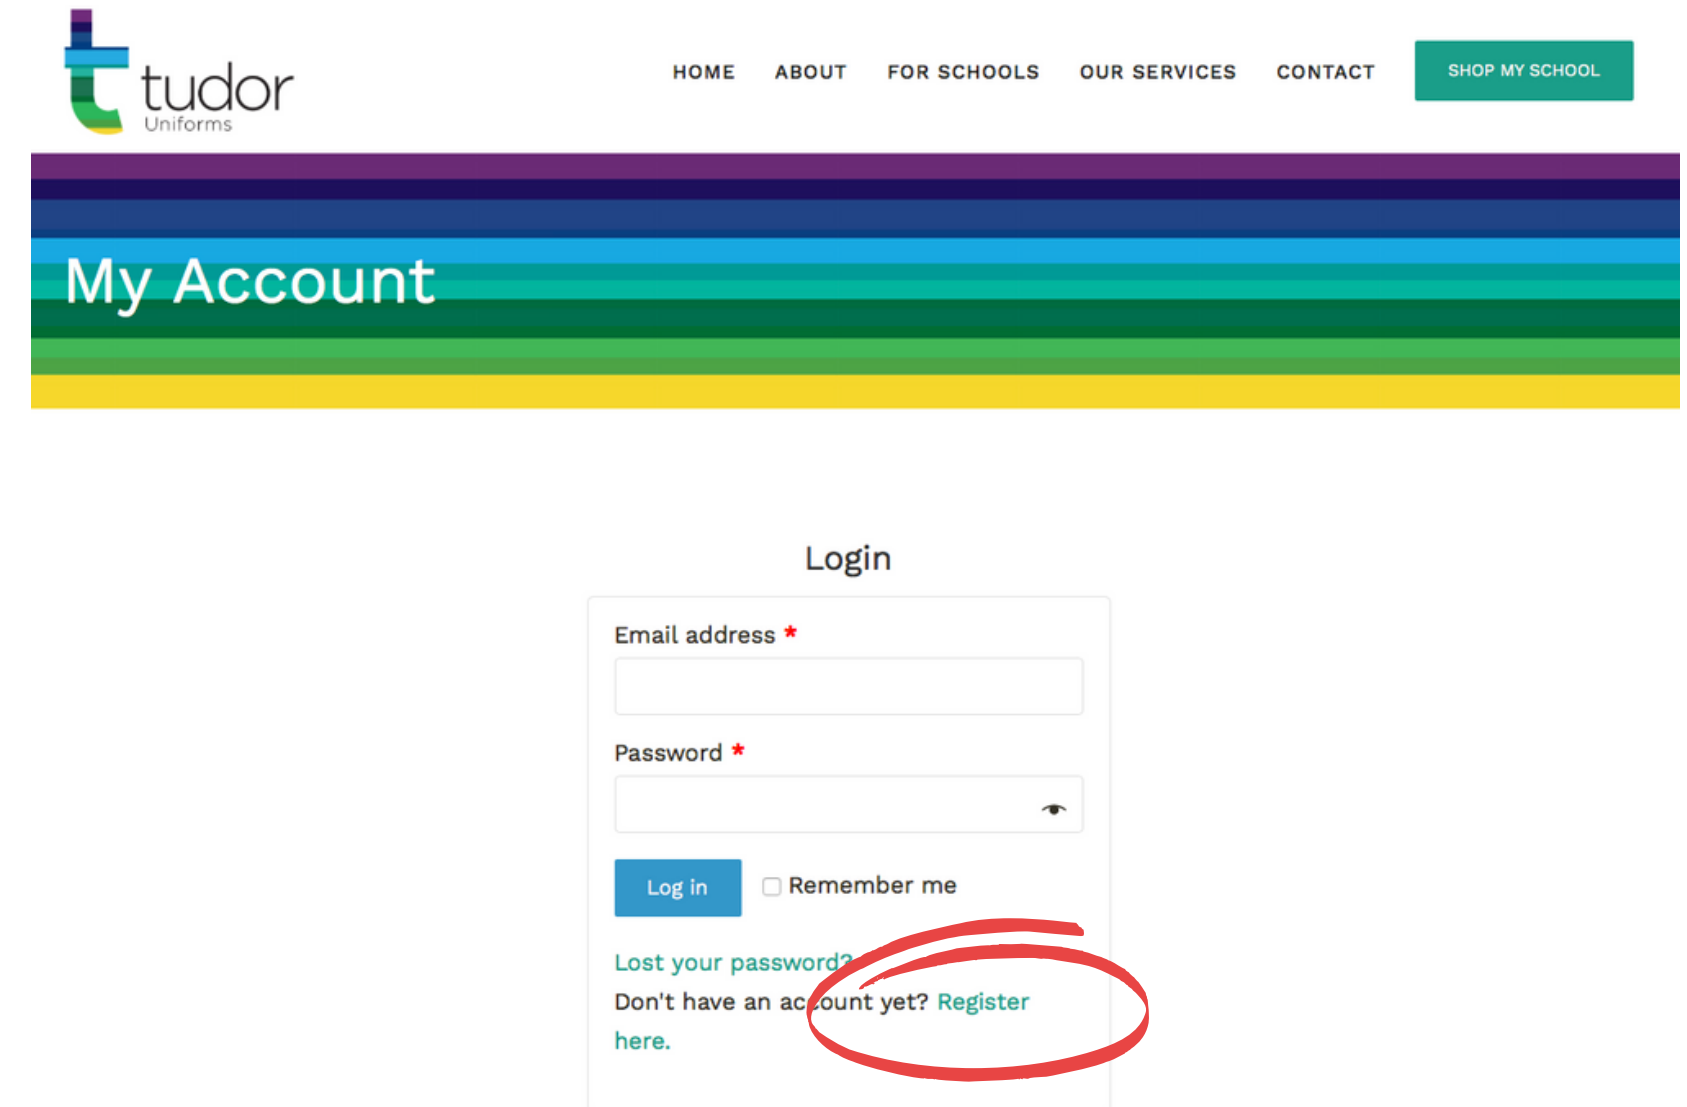 tudor
Uniforms
HOME ABOUT FOR SCHOOLS OUR SERVICES CONTACT SHOP MY SCHOOL
My Account
Login
Email address *
Password *
Log in Remember me
Lost your password?
Don't have an account yet? Register
here.